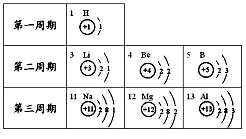 第一周期
1 H
+1 1
第二周期
3 Li
+3 2 1
4 Be
+4 2 2
5 B
+5 2 3
第三周期
11 Na
+11 2 8 1
12 Mg
+12 2 8 2
13 Al
+13 2 8 3